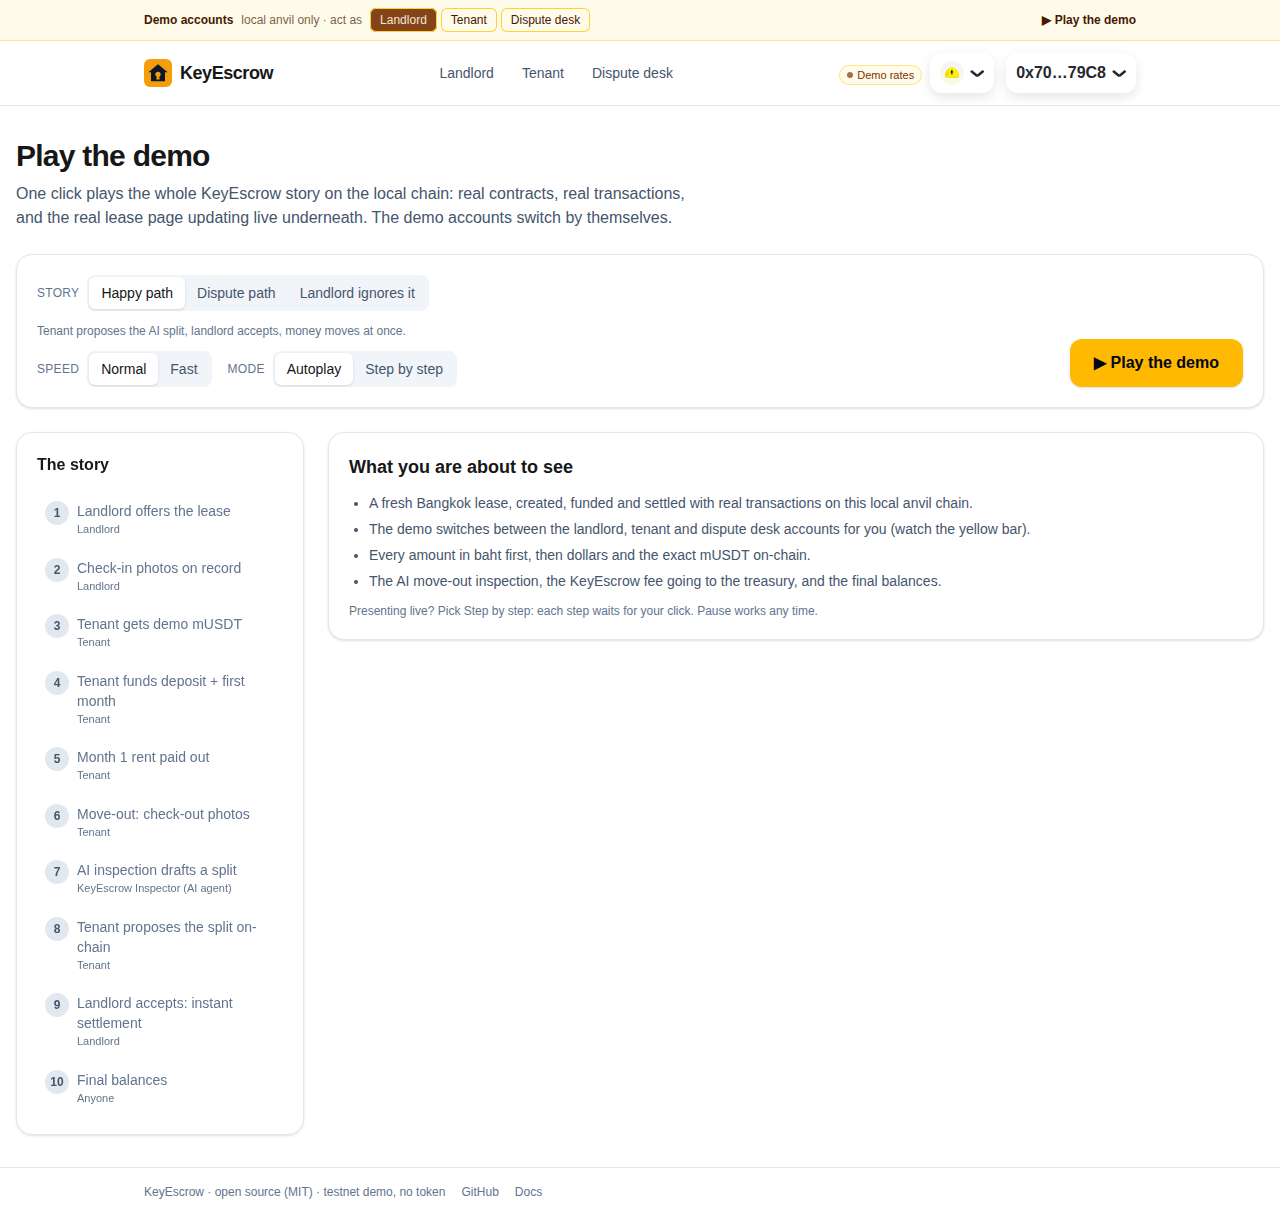 Demo accounts local anvil only · act as Landlord Tenant Dispute desk ▶ Play the demo
KeyEscrow Landlord Tenant Dispute desk Demo rates 0x70…79C8
Play the demo
One click plays the whole KeyEscrow story on the local chain: real contracts, real transactions,
and the real lease page updating live underneath. The demo accounts switch by themselves.
STORY Happy path Dispute path Landlord ignores it
Tenant proposes the AI split, landlord accepts, money moves at once.
SPEED Normal Fast MODE Autoplay Step by step ▶ Play the demo
The story
1 Landlord offers the lease
Landlord
2 Check-in photos on record
Landlord
3 Tenant gets demo mUSDT
Tenant
4 Tenant funds deposit + first
month
Tenant
5 Month 1 rent paid out
Tenant
6 Move-out: check-out photos
Tenant
7 AI inspection drafts a split
KeyEscrow Inspector (AI agent)
8 Tenant proposes the split on-
chain
Tenant
9 Landlord accepts: instant
settlement
Landlord
10 Final balances
Anyone
What you are about to see
• A fresh Bangkok lease, created, funded and settled with real transactions on this local anvil chain.
• The demo switches between the landlord, tenant and dispute desk accounts for you (watch the yellow bar).
• Every amount in baht first, then dollars and the exact mUSDT on-chain.
• The AI move-out inspection, the KeyEscrow fee going to the treasury, and the final balances.
Presenting live? Pick Step by step: each step waits for your click. Pause works any time.
KeyEscrow · open source (MIT) · testnet demo, no token GitHub Docs